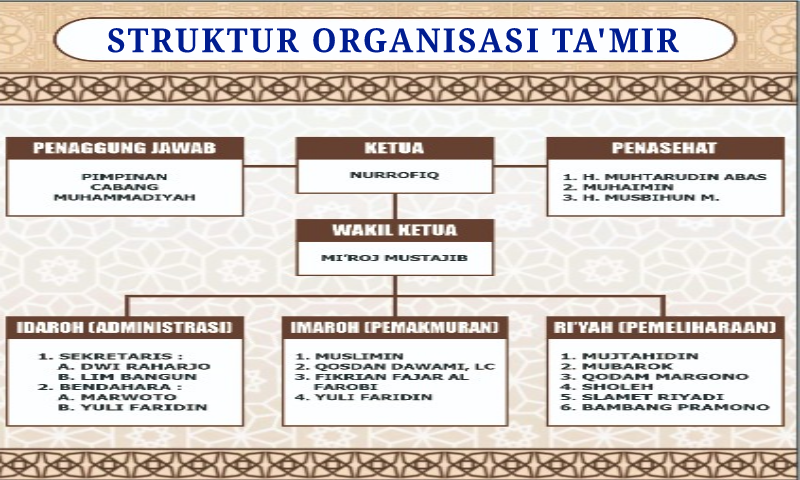 STRUKTUR ORGANISASI TA'MIR
PENAGGUNG JAWAB
PIMPINAN
CABANG
MUHAMMADIYAH
KETUA
NURROFIQ
PENASEHAT
1. H. MUHTARUDIN ABAS
2. MUHAIMIN
3. H. MUSBIHUN M.
WAKIL KETUA
MI'ROJ MUSTAJIB
IDAROH (ADMINISTRASI)
1. SEKRETARIS :
A. DWI RAHARJO
B. LIM BANGUN
2. BENDAHARA :
A. MARWOTO
B. YULI FARIDIN
IMAROH (PEMAKMURAN)
1. MUSLIMIN
2. QOSDAN DAWAMI, LC
3. FIKRIAN FAJAR AL
FAROBI
4. YULI FARIDIN
RI'YAH (PEMELIHARAAN)
1. MUJTAHIDIN
2. MUBAROK
3. QODAM MARGONO
4. SHOLEH
5. SLAMET RIYADI
6. BAMBANG PRAMONO